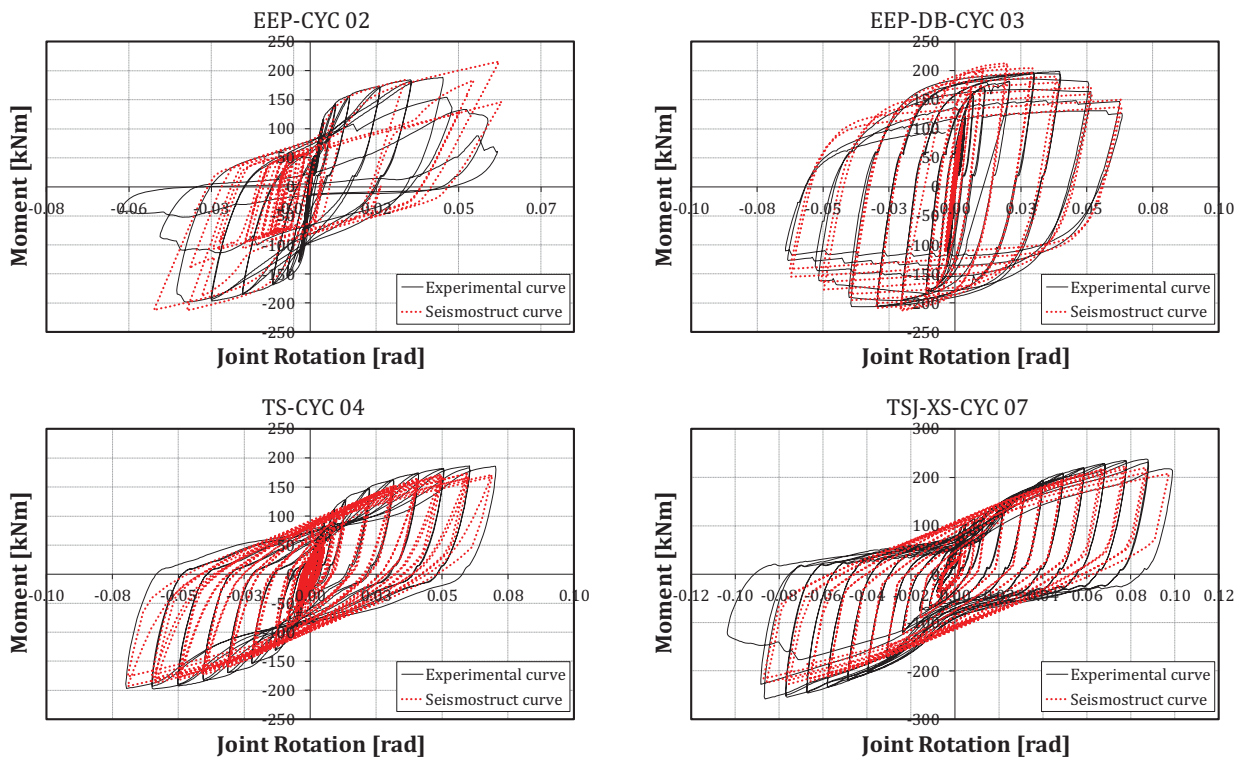 EEP-CYC 02
Moment [kNm]
250
200
150
100
50
0
-50
-100
-150
-200
-250
-0.08
-0.06
-0.03
0.00
0.02
0.05
0.07
Experimental curve
Seismostruct curve
Joint Rotation [rad]
EEP-DB-CYC 03
Moment [kNm]
250
200
150
100
50
0
-50
-100
-150
-200
-250
-0.10 -0.08 -0.05 -0.03 0.00 0.03 0.05 0.08 0.10
Experimental curve
Seismostruct curve
Joint Rotation [rad]
TS-CYC 04
Moment [kNm]
250
200
150
100
50
0
-50
-100
-150
-200
-250
-0.10 -0.08 -0.05 -0.03 0.00 0.03 0.05 0.08 0.10
Experimental curve
Seismostruct curve
Joint Rotation [rad]
TSJ-XS-CYC 07
Moment [kNm]
300
200
100
0
-100
-200
-300
-0.12 -0.10 -0.08 -0.06 -0.04 -0.02 0.00 0.02 0.04 0.06 0.08 0.10 0.12
Experimental curve
Seismostruct curve
Joint Rotation [rad]